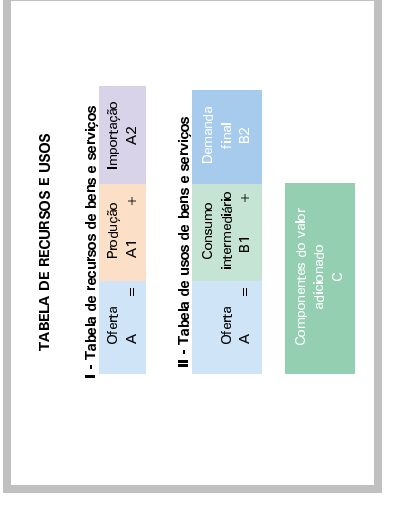 TABELA DE RECURSOS E USOS
I - Tabela de recursos de bens e serviços
Oferta Produção Importação
A = A1 + A2
II - Tabela de usos de bens e serviços
Oferta Consumo intermediário Demanda final
A = B1 + B2
Componentes do valor
adicionado
C